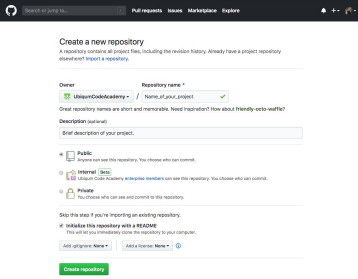 Search or jump to...
Pull requests Issues Marketplace Explore
Create a new repository
A repository contains all project files, including the revision history. Already have a project repository
elsewhere? Import a repository.
Owner
Repository name *
UbiqumCodeAcademy / Name_of_your_project
Great repository names are short and memorable. Need inspiration? How about friendly-octo-waffle?
Description (optional)
Brief description of your project.
Public
Anyone can see this repository. You choose who can commit.
Internal Beta
Ubiqum Code Academy enterprise members can see this repository. You choose who can commit.
Private
You choose who can see and commit to this repository.
Skip this step if you're importing an existing repository.
Initialize this repository with a README
This will let you immediately clone the repository to your computer.
Add .gitignore: None
Add a license: None
Create repository